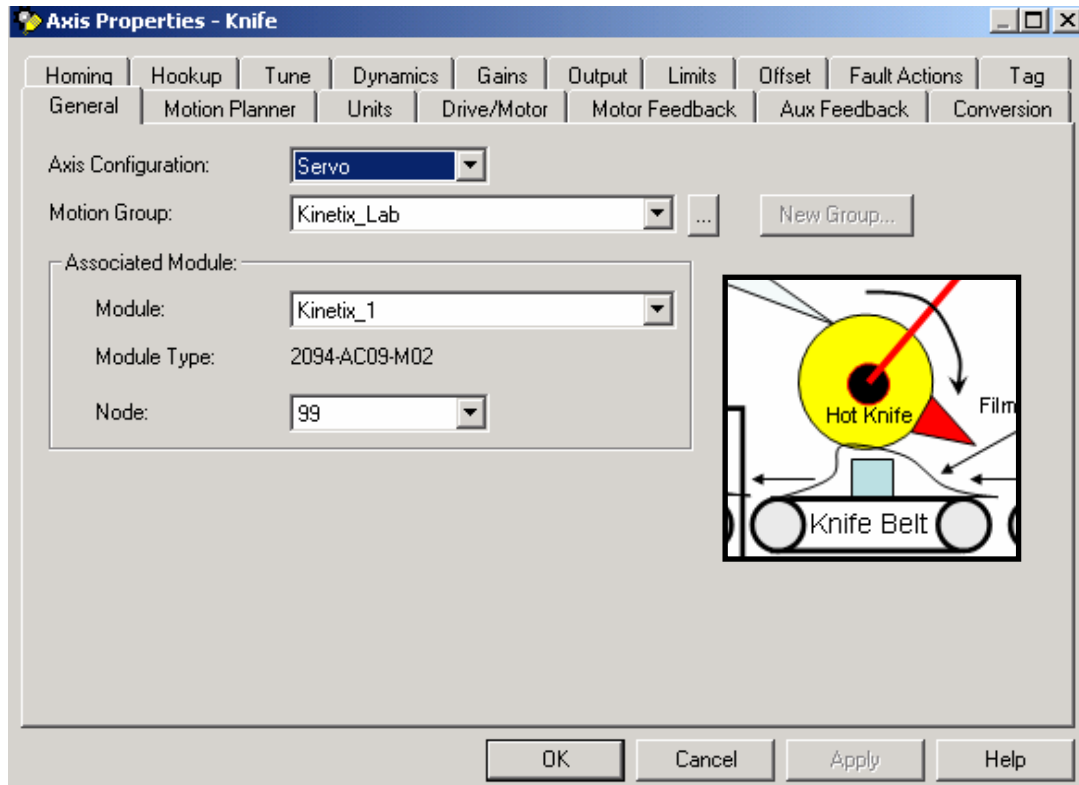 Axis Properties - Knife
Homing Hookup Tune Dynamics Gains Output Limits Offset Fault Actions Tag
General Motion Planner Units Drive/Motor Motor Feedback Aux Feedback Conversion
Axis Configuration: Servo
Motion Group: Kinetix_Lab ... New Group...
Associated Module:
Module: Kinetix_1
Module Type: 2094-AC09-M02
Node: 99
Hot Knife
Film
Knife Belt
OK Cancel Apply Help